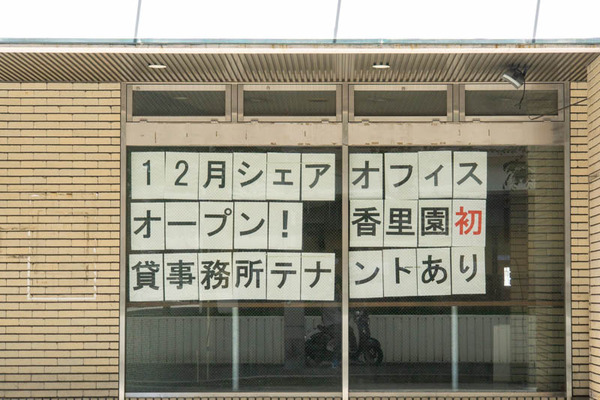 12月シェアオフィス
オープン！香里園初
貸事務所テナントあり